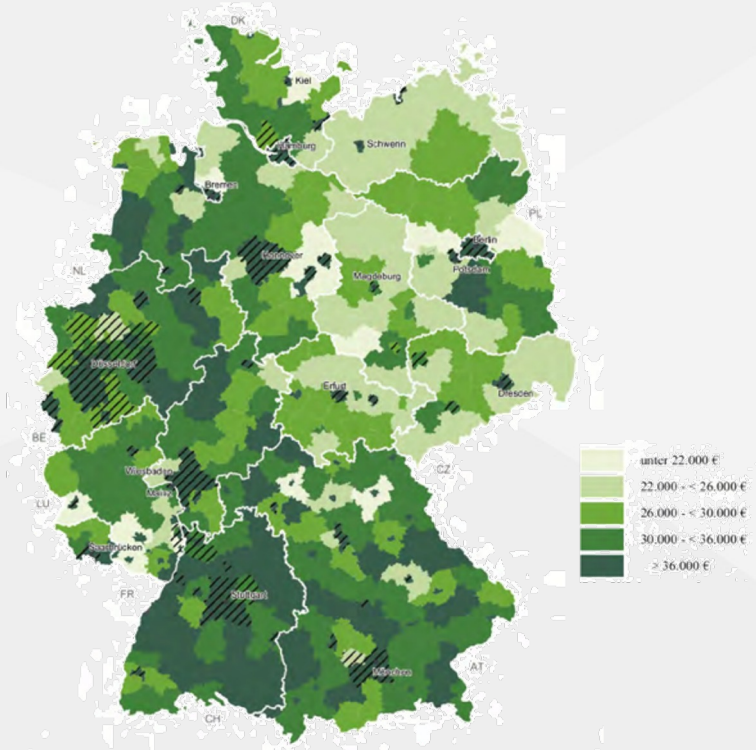 DK
Kiel
Hamburg
Schwerin
Bremen
PL
Berlin
Hannover
Potsdam
NL
Magdeburg
Düsseldorf
Erfurt
Dresden
BE
CZ
unter 22.000 €
Wiesbaden
22.000 - < 26.000 €
Mainz
LU
26.000 - < 30.000 €
30.000 - < 36.000 €
Saarbrücken
> 36.000 €
FR
Stuttgart
AT
München
CH